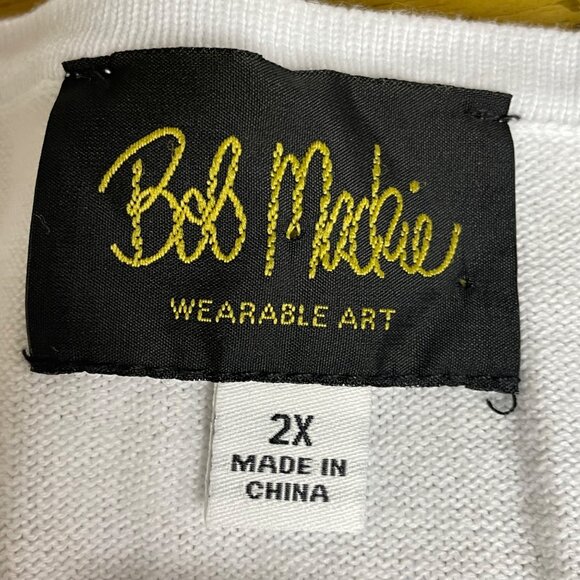 Bob Mackie
WEARABLE ART
2X
MADE IN
CHINA